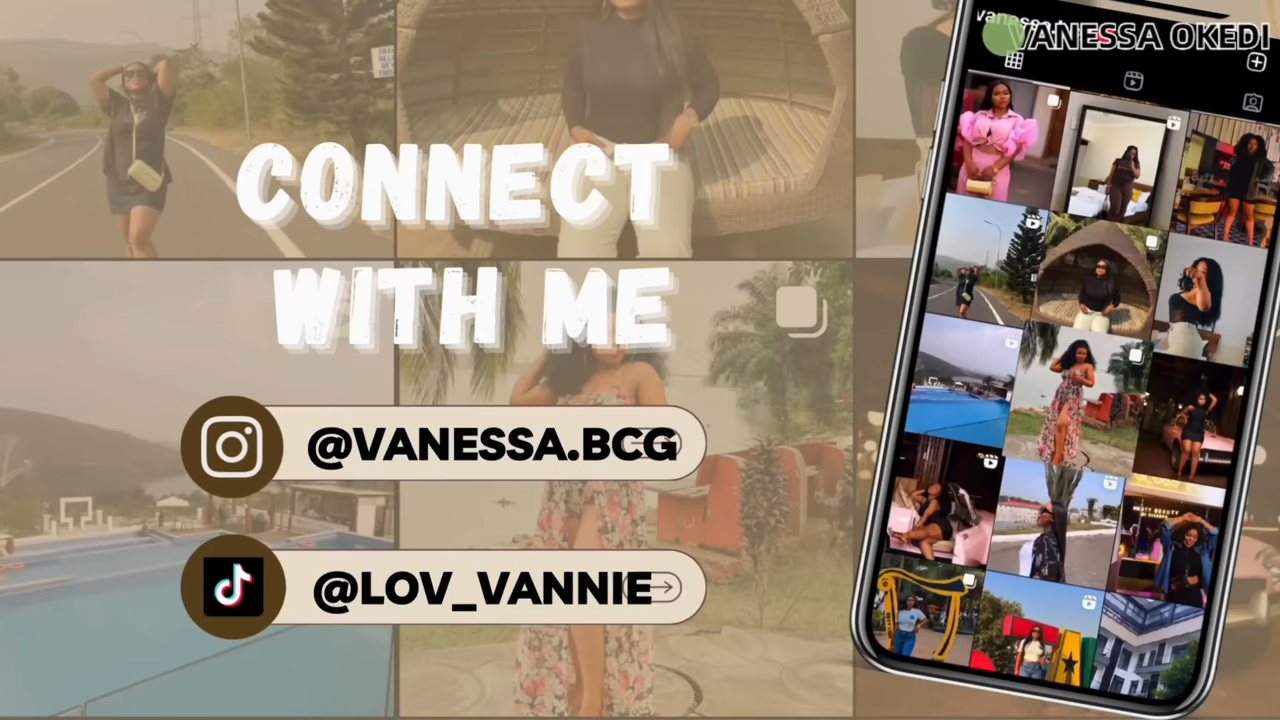 VANESSA OKEDI
CONNECT
WITH ME
@VANESSA.BCG
@LOV_VANNIE